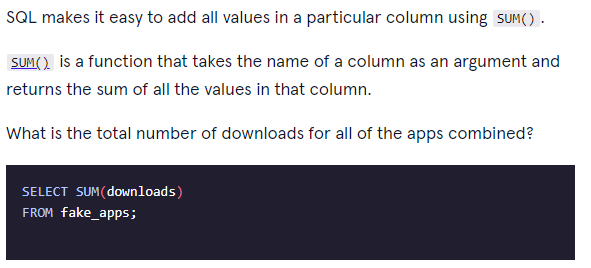 SQL makes it easy to add all values in a particular column using SUM() .
SUM() is a function that takes the name of a column as an argument and
returns the sum of all the values in that column.
What is the total number of downloads for all of the apps combined?
SELECT SUM(downloads)
FROM fake_apps;